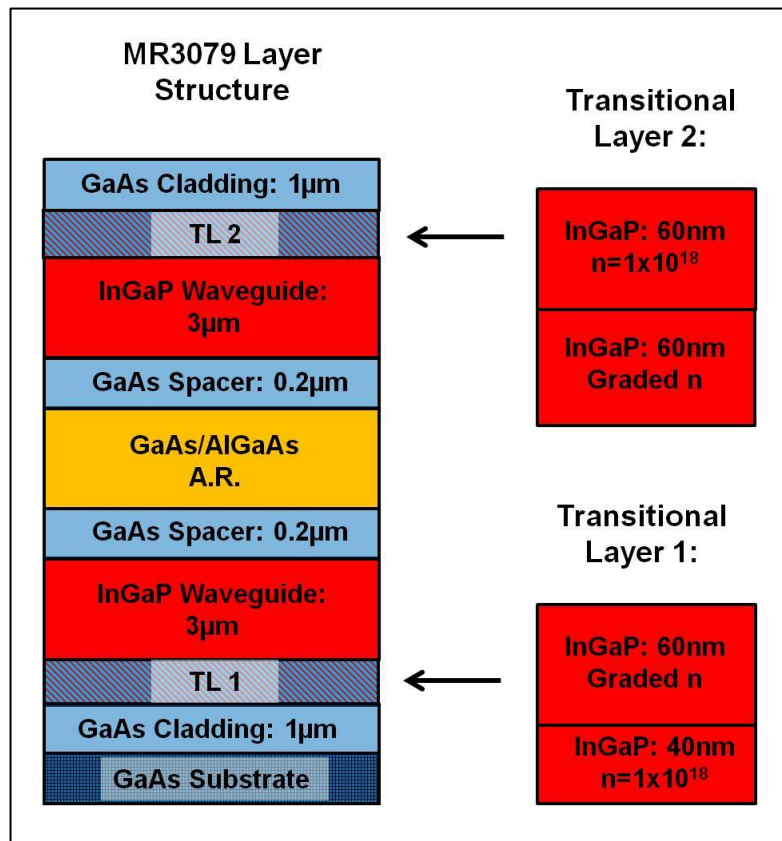 MR3079 Layer
Structure
GaAs Cladding: 1µm
TL 2
InGaP Waveguide:
3µm
GaAs Spacer: 0.2µm
GaAs/AlGaAs
A.R.
GaAs Spacer: 0.2µm
InGaP Waveguide:
3µm
TL 1
GaAs Cladding: 1µm
GaAs Substrate
Transitional
Layer 2:
InGaP: 60nm
n=1x10¹⁸
InGaP: 60nm
Graded n
Transitional
Layer 1:
InGaP: 60nm
Graded n
InGaP: 40nm
n=1x10¹⁸